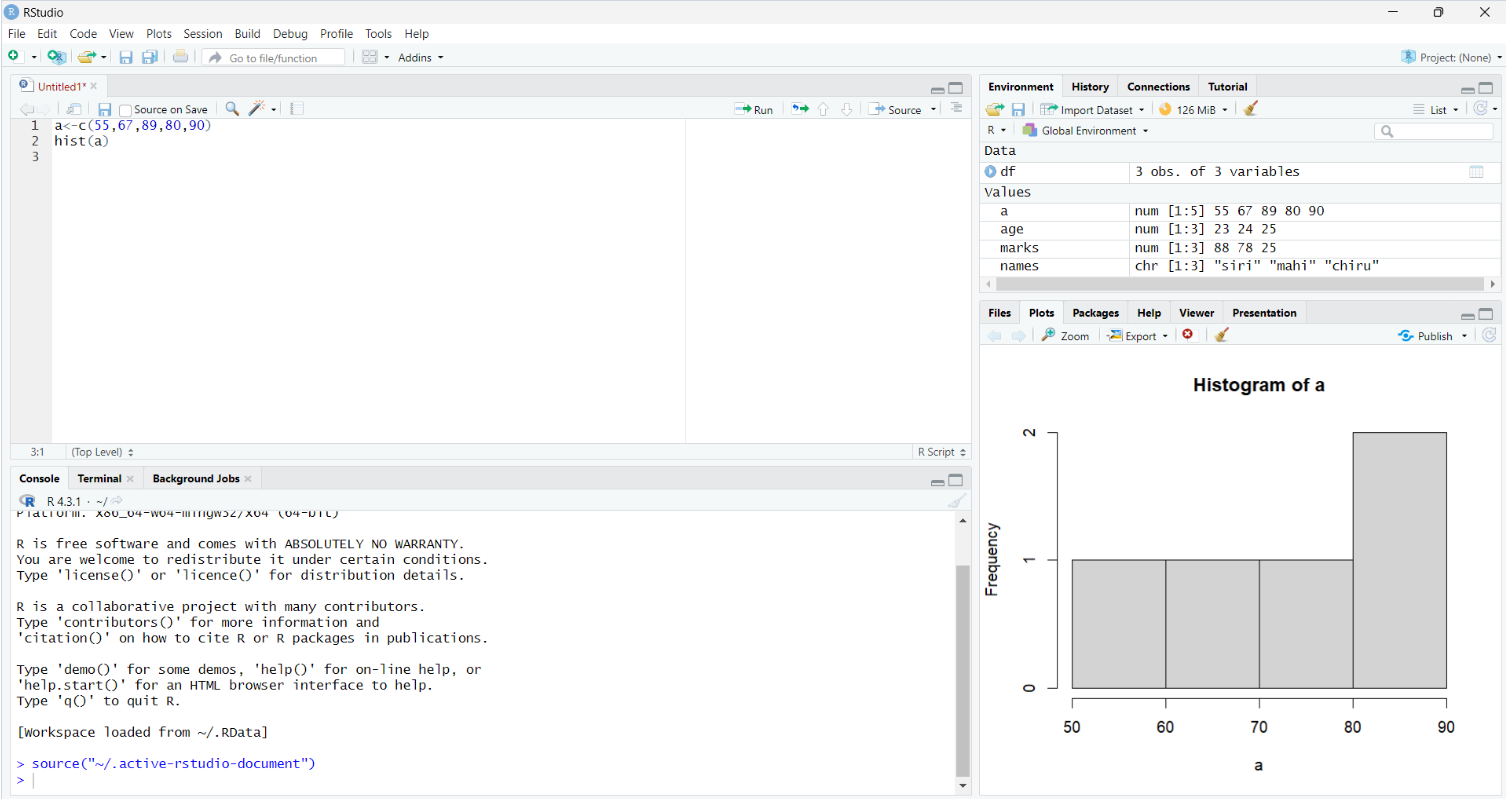 RStudio
File Edit Code View Plots Session Build Debug Profile Tools Help
Go to file/function Addins Project: (None)
Untitled1*
Source on Save Run Source
1 a<-c(55,67,89,80,90)
2 hist(a)
3
3:1 (Top Level) R Script
Console Terminal Background Jobs
R 4.3.1 · ~/
Platform: x86_64-w64-mingw32/x64 (64-bit)
R is free software and comes with ABSOLUTELY NO WARRANTY.
You are welcome to redistribute it under certain conditions.
Type 'license()' or 'licence()' for distribution details.
R is a collaborative project with many contributors.
Type 'contributors()' for more information and
'citation()' on how to cite R or R packages in publications.
Type 'demo()' for some demos, 'help()' for on-line help, or
'help.start()' for an HTML browser interface to help.
Type 'q()' to quit R.
[Workspace loaded from ~/.RData]
> source("~/.active-rstudio-document")
>
Environment History Connections Tutorial
Import Dataset 126 MiB List
R Global Environment
Data
df 3 obs. of 3 variables
Values
a num [1:5] 55 67 89 80 90
age num [1:3] 23 24 25
marks num [1:3] 88 78 25
names chr [1:3] "siri" "mahi" "chiru"
Files Plots Packages Help Viewer Presentation
Zoom Export Publish
Histogram of a
2
1
0
Frequency
50 60 70 80 90
a